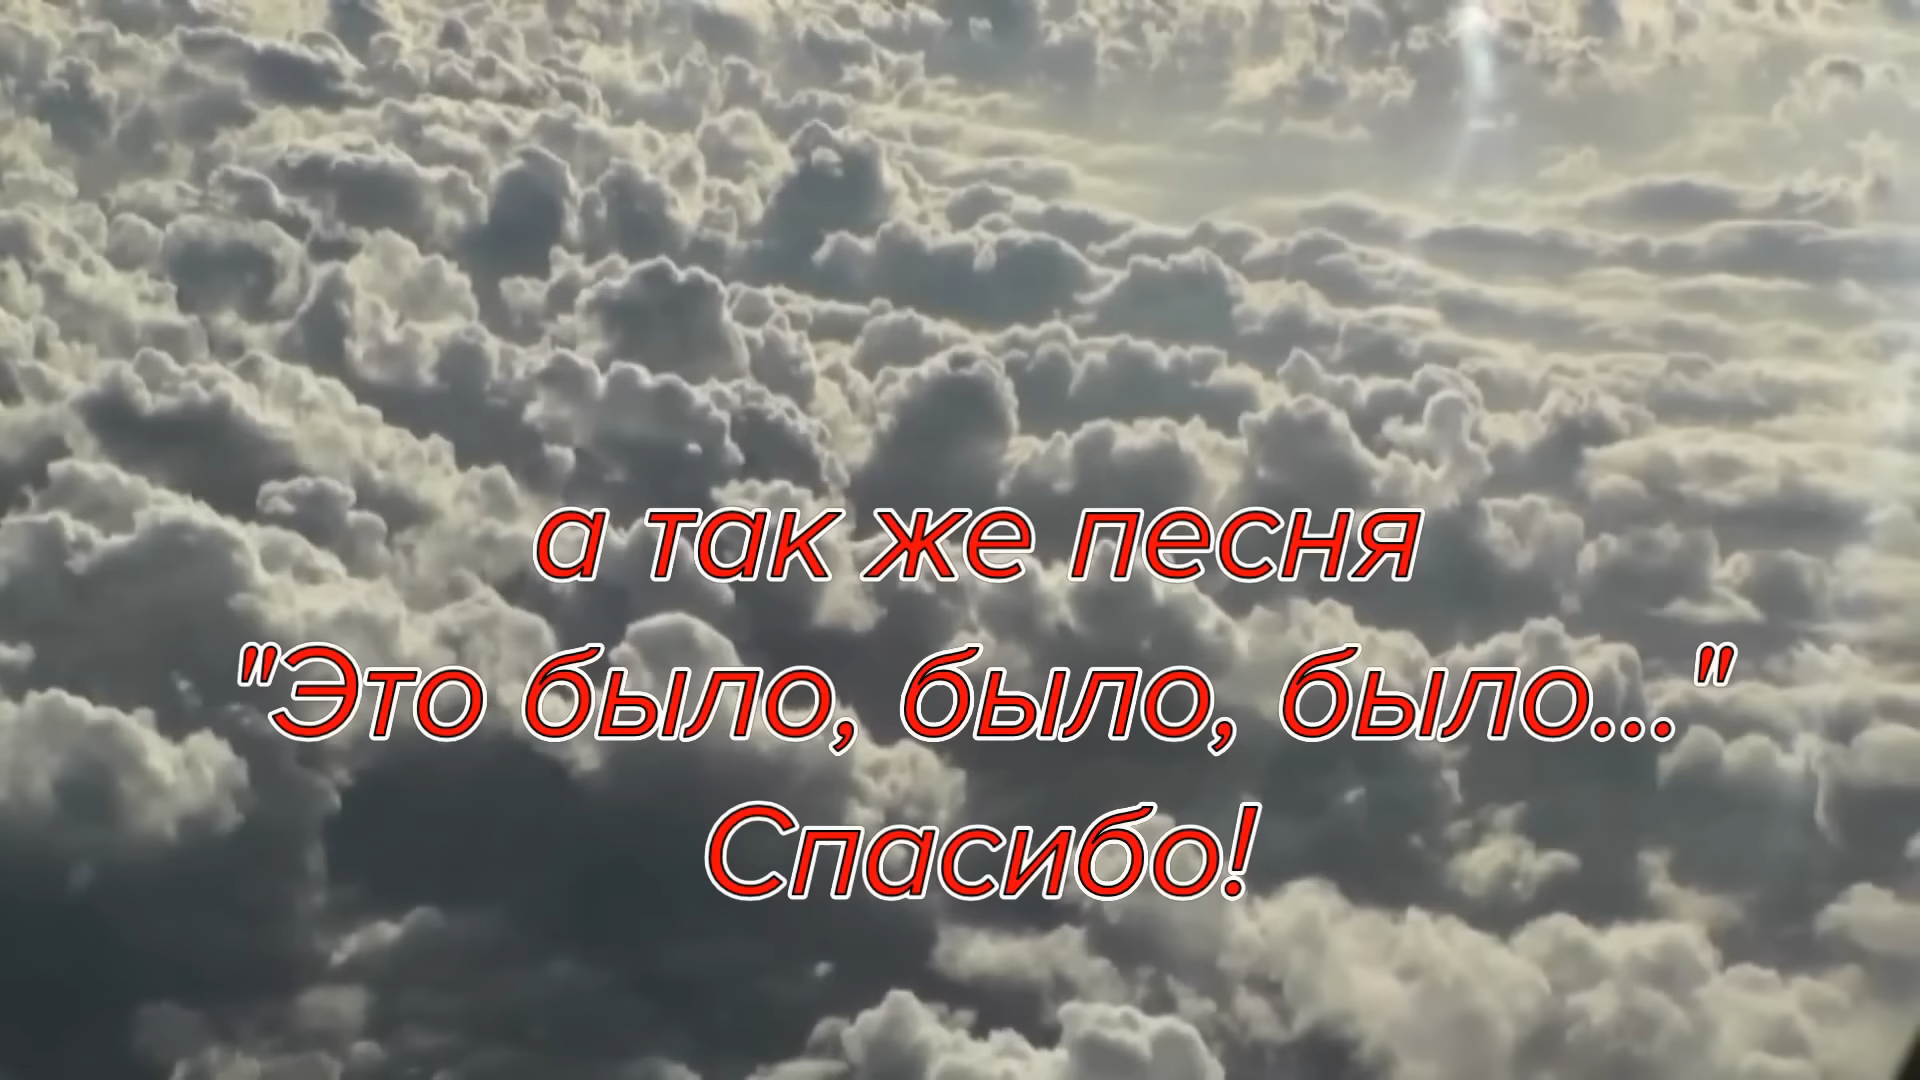 а так же песня
"Это было, было, было..."
Спасибо!